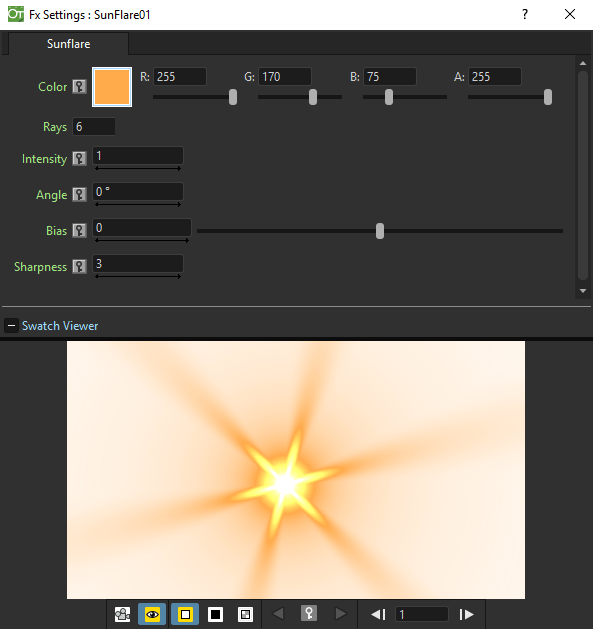 OT Fx Settings : SunFlare01 ?
Sunflare
Color R: 255 G: 170 B: 75 A: 255
Rays 6
Intensity 1
Angle 0 °
Bias 0
Sharpness 3
Swatch Viewer
1